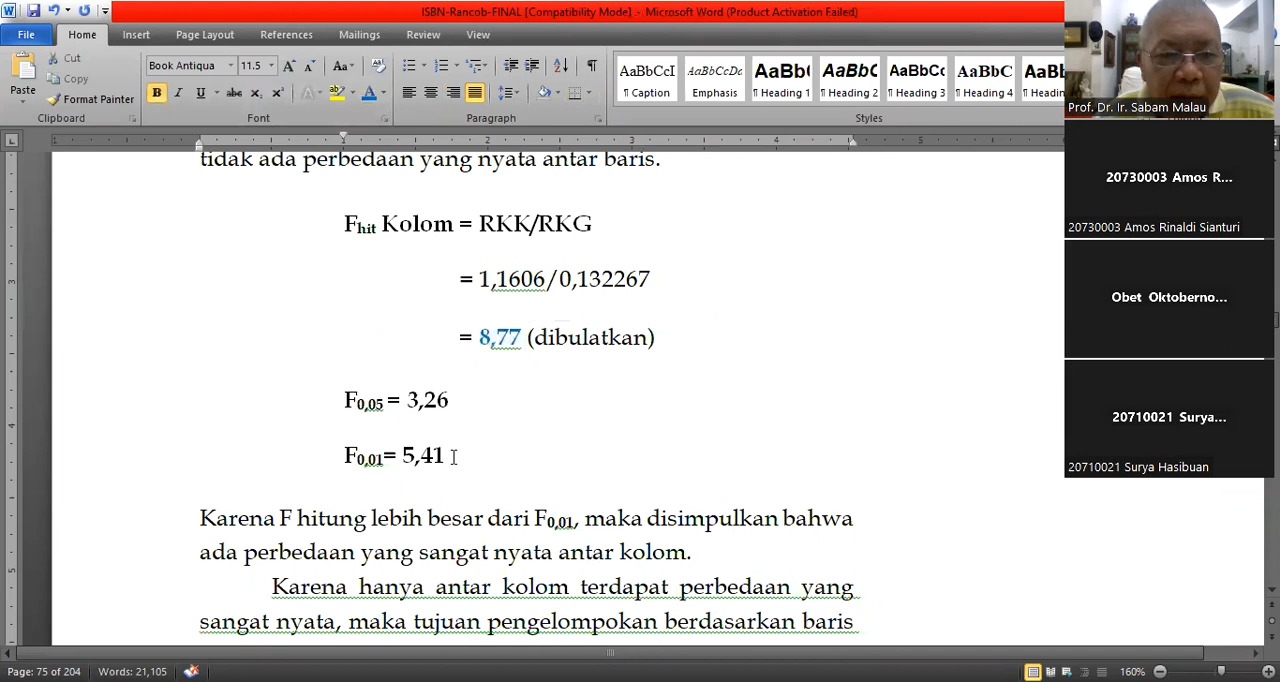 ISBN-Rancob-FINAL [Compatibility Mode] - Microsoft Word (Product Activation Failed)
File Home Insert Page Layout References Mailings Review View
Paste
Cut
Copy
Format Painter
Clipboard
Book Antiqua 11.5
Font
Paragraph
AaBbCcI AaBbCcDc AaBb( AaBb( AaBbCc AaBbCc AaB
¶ Caption Emphasis ¶ Heading 1 ¶ Heading 2 ¶ Heading 3 ¶ Heading 4 ¶ Head
Styles
tidak ada perbedaan yang nyata antar baris.
Fhit Kolom = RKK/RKG
= 1,1606/0,132267
= 8,77 (dibulatkan)
F0,05 = 3,26
F0,01= 5,41
Karena F hitung lebih besar dari F0,01, maka disimpulkan bahwa
ada perbedaan yang sangat nyata antar kolom.
Karena hanya antar kolom terdapat perbedaan yang
sangat nyata, maka tujuan pengelompokan berdasarkan baris
Page: 75 of 204 Words: 21,105 160%
Prof. Dr. Ir. Sabam Malau
20730003 Amos R...
20730003 Amos Rinaldi Sianturi
Obet Oktoberno...
20710021 Surya...
20710021 Surya Hasibuan